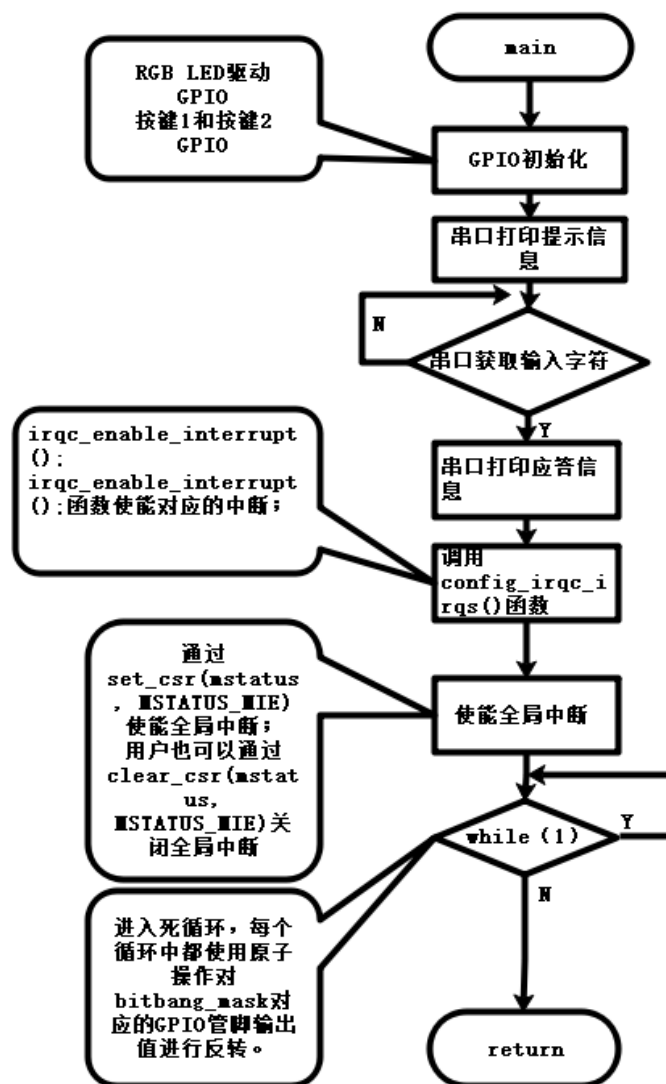 main
RGB LED驱动
GPIO
按键1和按键2
GPIO
GPIO初始化
串口打印提示信
息
N
串口获取输入字符
Y
irqc_enable_interrupt
();
irqc_enable_interrupt
();函数使能对应的中断;
串口打印应答信
息
调用
config_irqc_i
rqs()函数
通过
set_csr(mstatus
, MSTATUS_MIE)
使能全局中断;
用户也可以通过
clear_csr(mstat
us,
MSTATUS_MIE)关
闭全局中断
使能全局中断
while(1)
Y
N
进入死循环,每个
循环中都使用原子
操作对
bitbang_mask对
应的GPIO管脚输出
值进行反转。
return